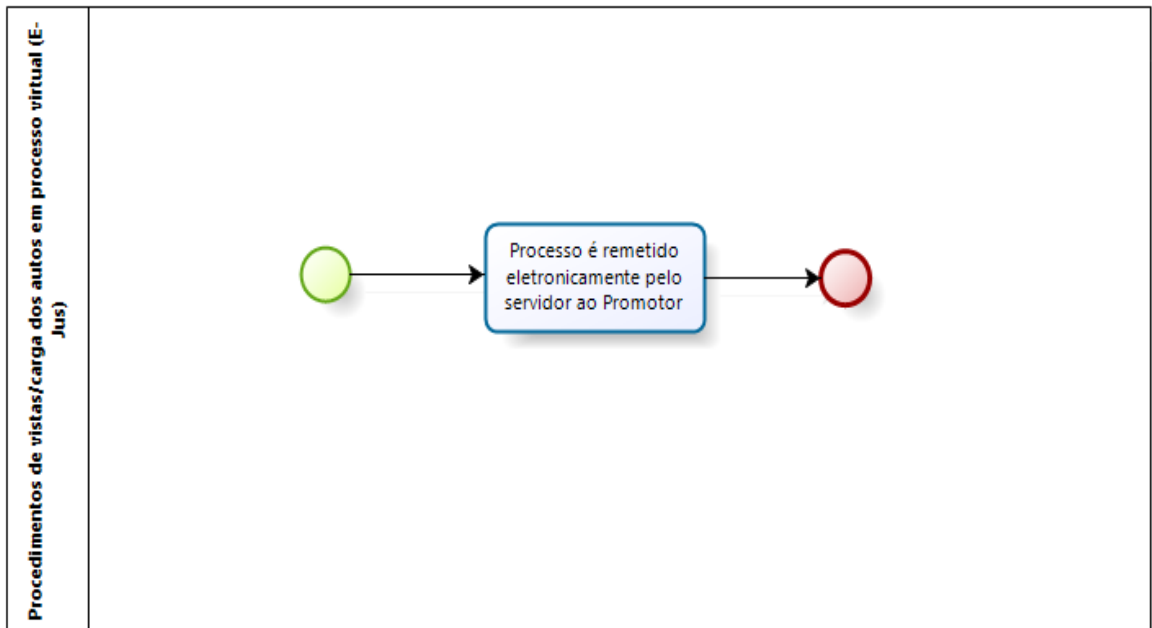 Procedimentos de vistas/carga dos autos em processo virtual (E-
Jus)
Processo é remetido
eletronicamente pelo
servidor ao Promotor